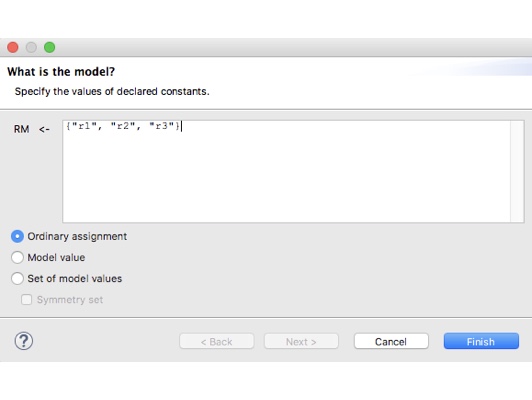 What is the model?
Specify the values of declared constants.
RM <- {"r1", "r2", "r3"}
Ordinary assignment
Model value
Set of model values
Symmetry set
? < Back Next > Cancel Finish